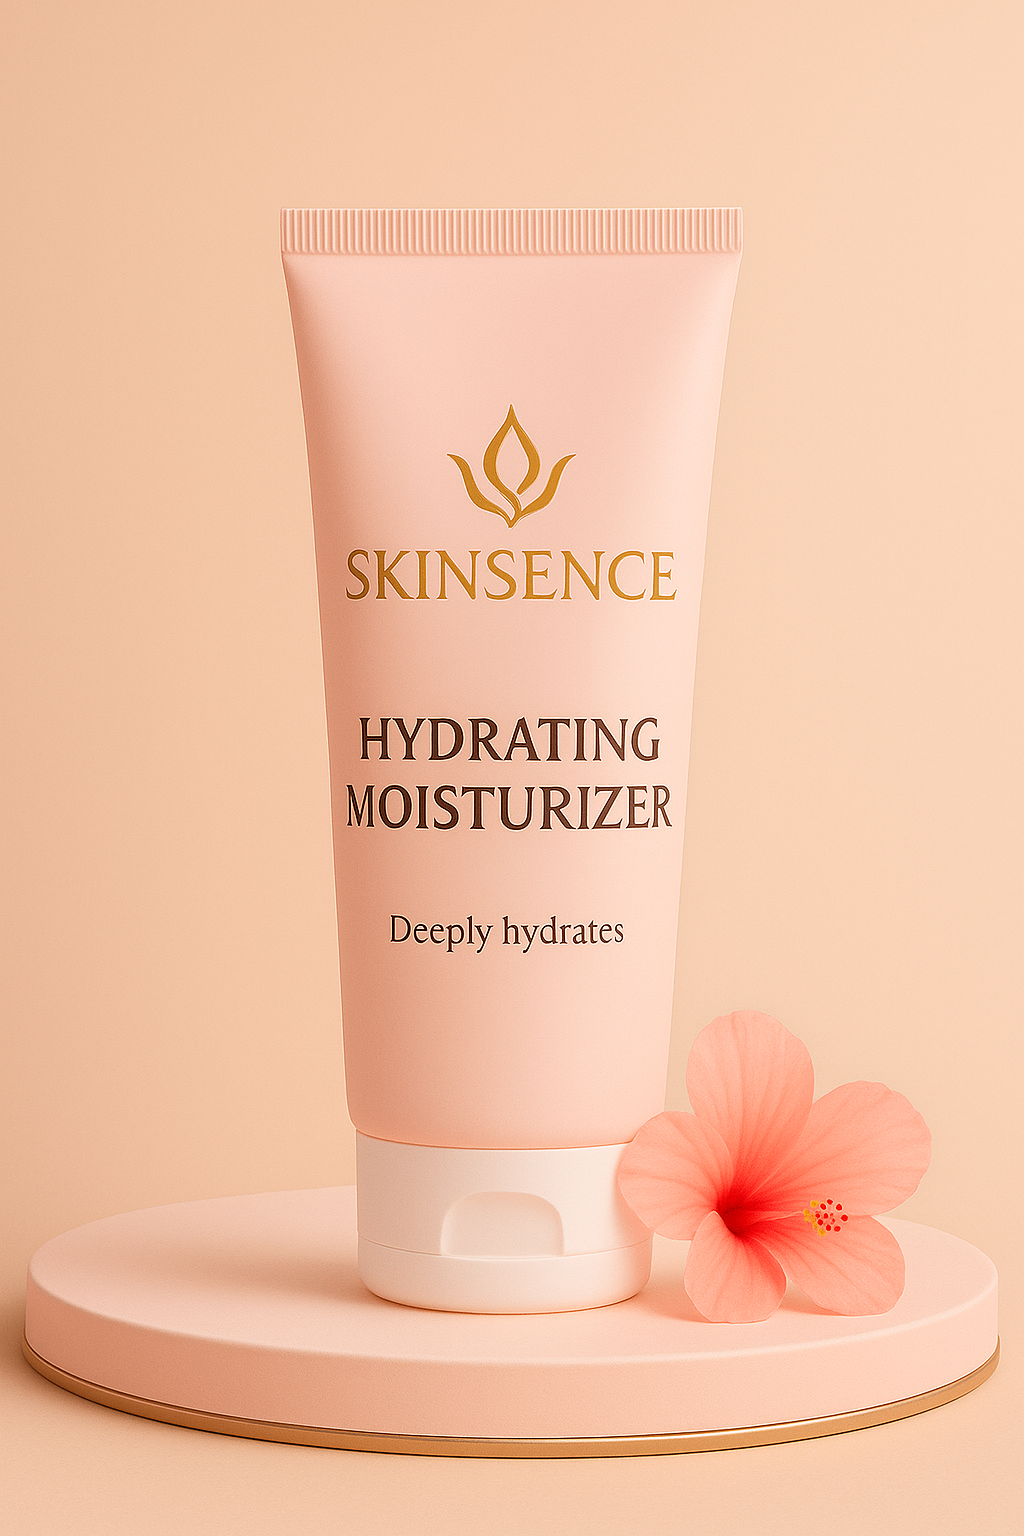 SKINSENCE
HYDRATING
MOISTURIZER
Deeply hydrates